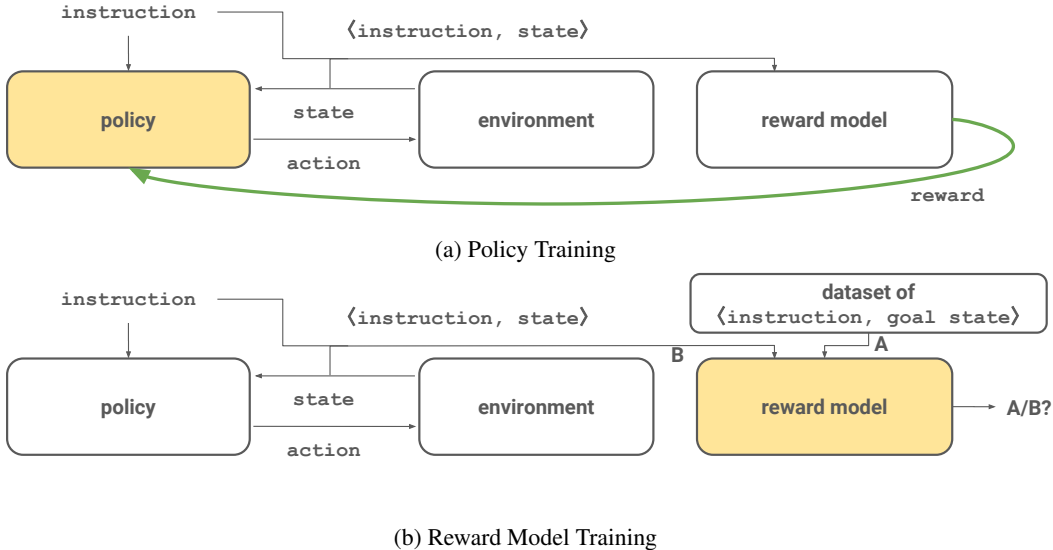 instruction
⟨instruction, state⟩
policy
state
action
environment
reward model
reward
(a) Policy Training
instruction
⟨instruction, state⟩
dataset of
⟨instruction, goal state⟩
B
A
policy
state
action
environment
reward model
A/B?
(b) Reward Model Training